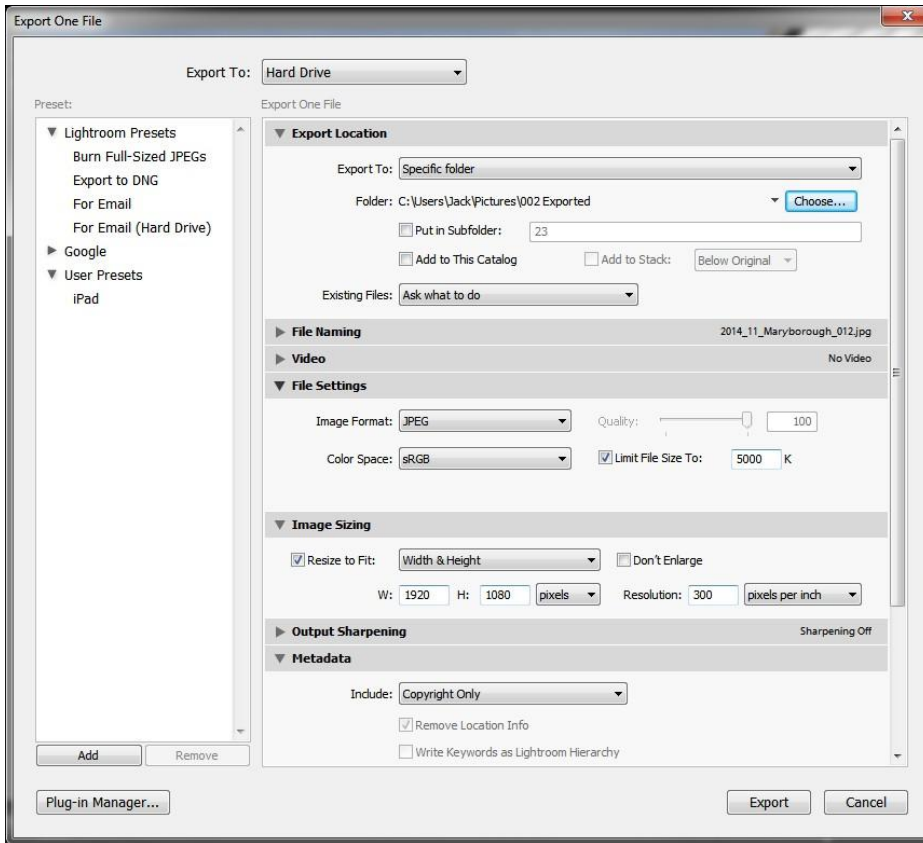 Export One File
Export To: Hard Drive
Preset:
Export One File
Lightroom Presets
Burn Full-Sized JPEGs
Export to DNG
For Email
For Email (Hard Drive)
Google
User Presets
iPad
Add Remove
Export Location
Export To: Specific folder
Folder: C:\Users\Jack\Pictures\002 Exported Choose...
Put in Subfolder: 23
Add to This Catalog Add to Stack: Below Original
Existing Files: Ask what to do
File Naming 2014_11_Maryborough_012.jpg
Video No Video
File Settings
Image Format: JPEG Quality: 100
Color Space: sRGB Limit File Size To: 5000 K
Image Sizing
Resize to Fit: Width & Height Don't Enlarge
W: 1920 H: 1080 pixels Resolution: 300 pixels per inch
Output Sharpening Sharpening Off
Metadata
Include: Copyright Only
Remove Location Info
Write Keywords as Lightroom Hierarchy
Plug-in Manager... Export Cancel